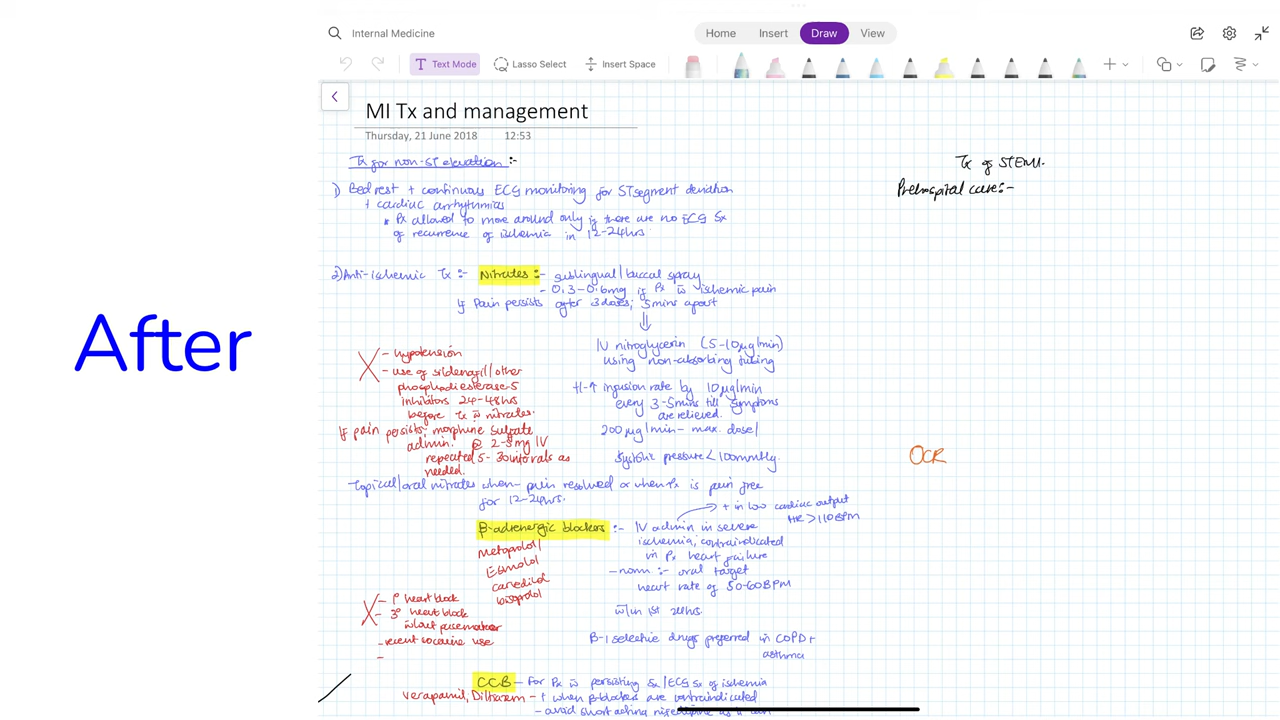 After
Internal Medicine
Home
Insert
Draw
View
Text Mode
Lasso Select
Insert Space
MI Tx and management
Thursday, 21 June 2018 12:53
Tx for non-ST elevation :-
1) Bed rest + continuous ECG monitoring for ST segment deviation
+ cardiac arrhythmias
* Px allowed to move around only if there are no ECG Sx
of recurrence of ischemic in 12-24hrs
2) Anti-ischemic Tx :- Nitrates :- sublingual/buccal spray
- 0.3-0.6mg if Px w̄ ischemic pain
If Pain persists after 3 doses; 5mins apart
⇓
IV nitroglycerin (5-10µg/min)
using non-absorbing tubing
+/-↑ infusion rate by 10µg/min
every 3-5mins till symptoms
are relieved.
200µg/min - max. dose/
Systolic pressure < 100mmHg.
X - hypotension
- use of sildenafil/other
phosphodiesterase-5
inhibitors 24-48hrs
before Tx w̄ nitrates.
If pain persists: morphine sulfate
admin. @ 2-5mg IV
repeated 5-30 intervals as
needed.
Topical/oral nitrates when pain resolved or when Px is pain free
for 12-24hrs.
β-adrenergic blockers :- IV admin in severe
ischemia; contraindicated
in Px heart failure
→ + in low cardiac output
HR > 110 BPM
- norm :- oral target
heart rate of 50-60BPM
w/in 1st 24hrs.
B-1 selective drugs preferred in COPD +
asthma
metoprolol/
Esmolol
carvedilol
bisoprolol
X - 1° heart block
- 3° heart block
w̄out pacemaker
- recent cocaine use
-
CCB - For Px w̄ persisting Sx/ECG Sx of ischemia
verapamil, Diltiazem - + when β-blockers are contraindicated
- avoid short acting nifedipine as it can
Tx of STEMI.
Prehospital care:-
OCR